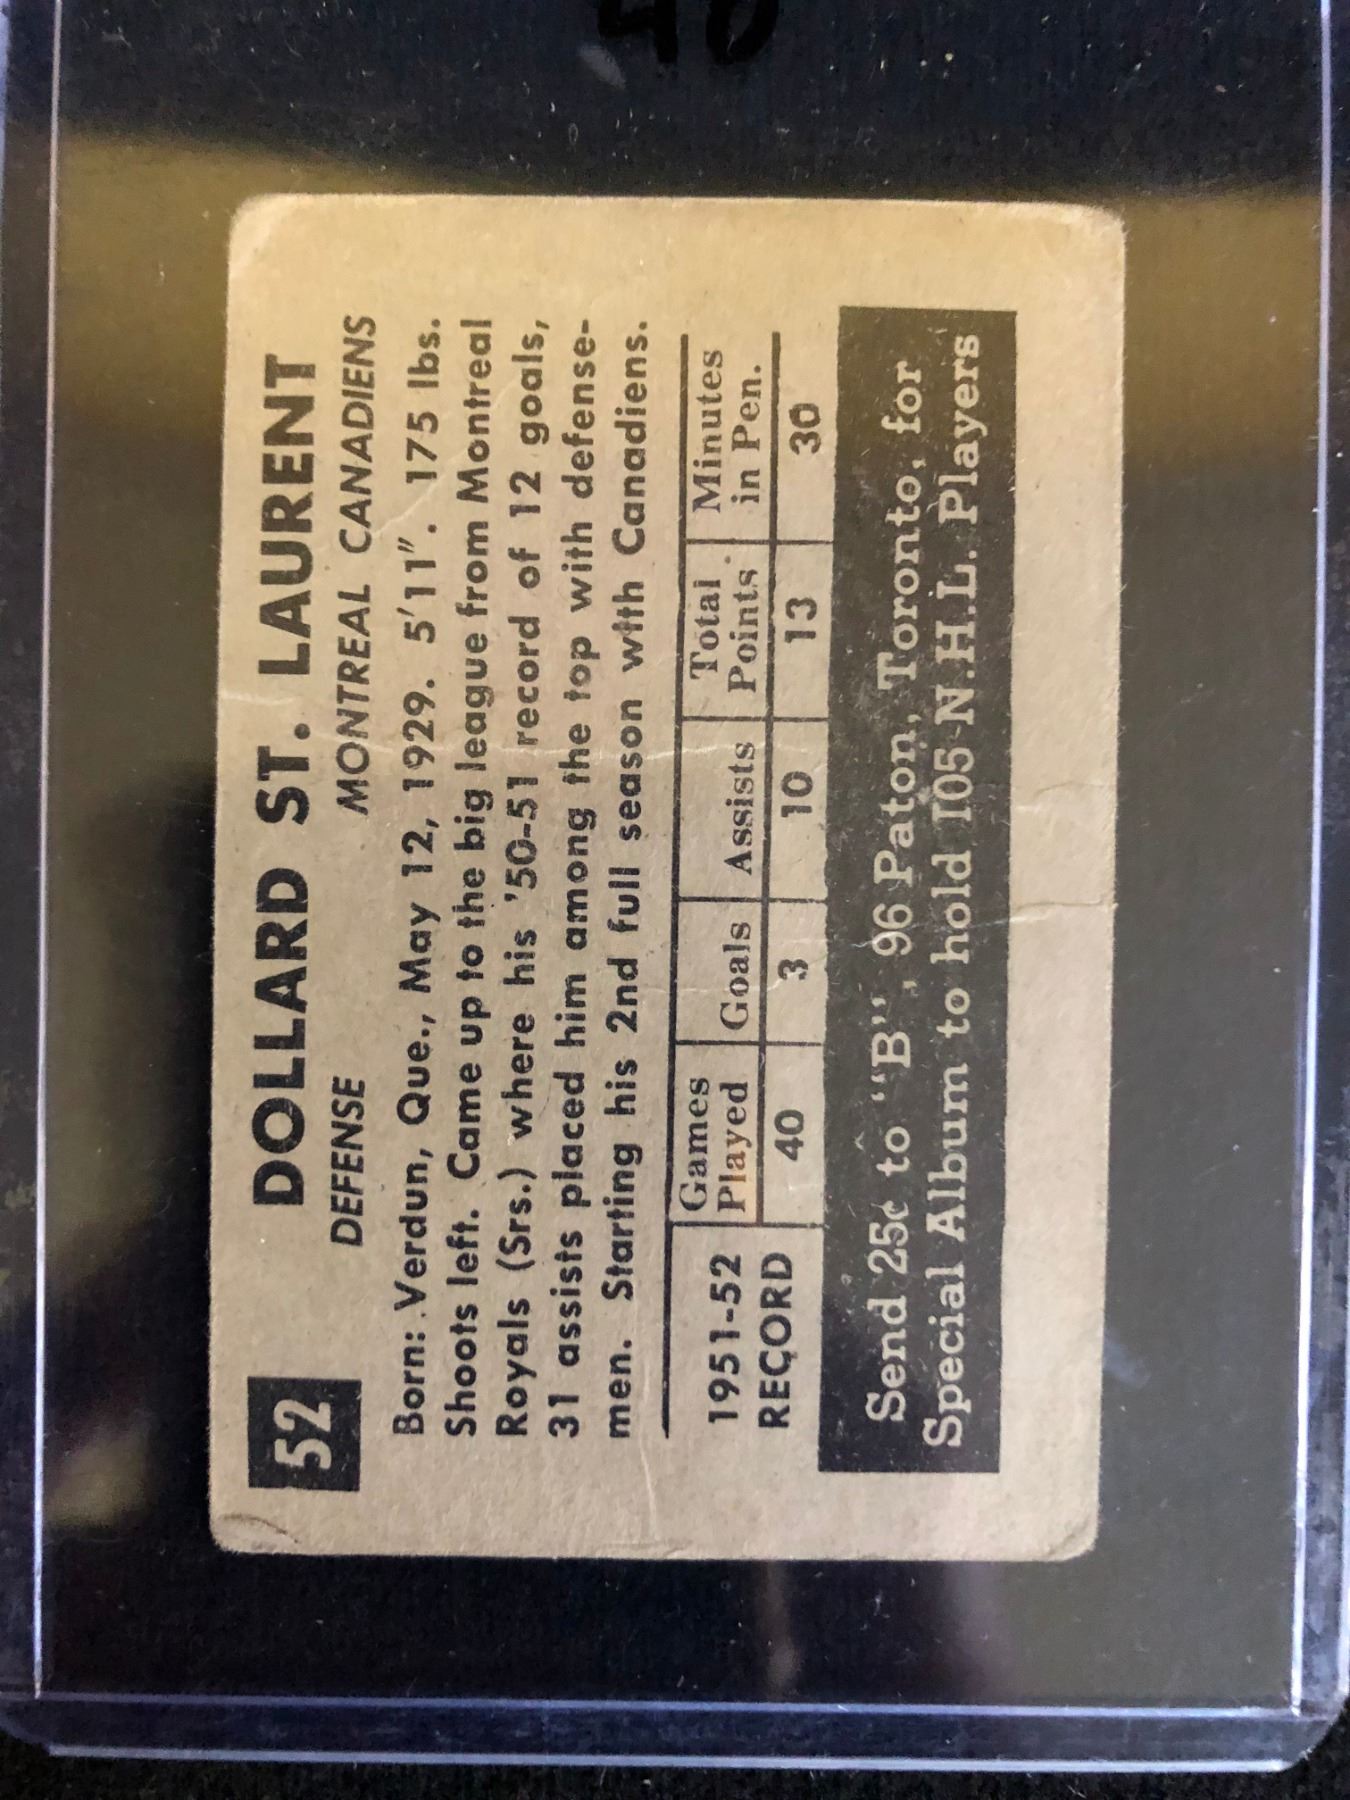 40
52 DOLLARD ST. LAURENT
DEFENSE MONTREAL CANADIENS
Born: Verdun, Que., May 12, 1929. 5'11". 175 lbs.
Shoots left. Came up to the big league from Montreal
Royals (Srs.) where his '50-51 record of 12 goals,
31 assists placed him among the top with defense-
men. Starting his 2nd full season with Canadiens.
1951-52 RECORD
Games Played Goals Assists Total Points Minutes in Pen.
40 3 10 13 30
Send 25¢ to "B", 96 Paton, Toronto, for
Special Album to hold 105 N.H.L. Players